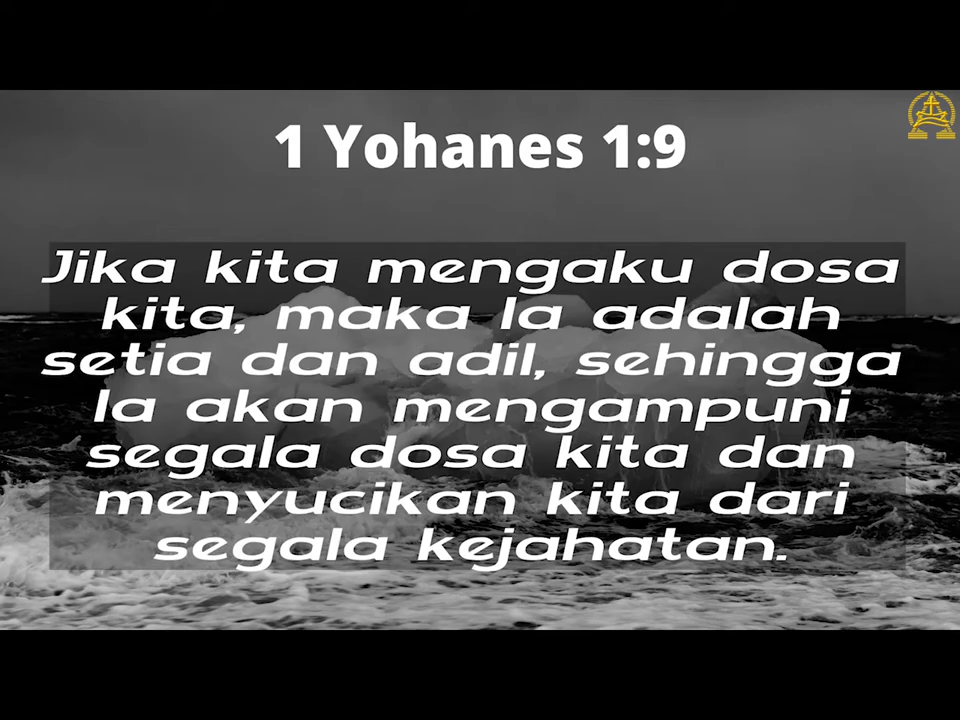 1 Yohanes 1:9
Jika kita mengaku dosa
kita, maka Ia adalah
setia dan adil, sehingga
Ia akan mengampuni
segala dosa kita dan
menyucikan kita dari
segala kejahatan.